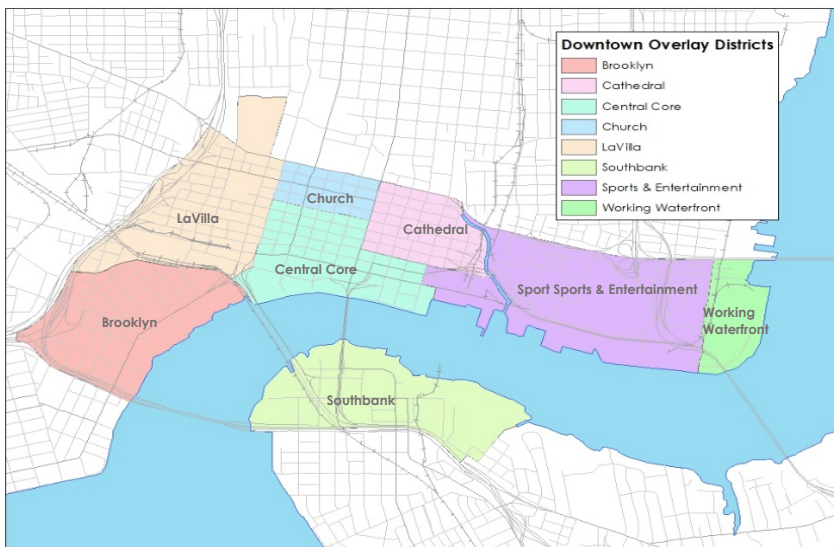 Downtown Overlay Districts
Brooklyn
Cathedral
Central Core
Church
LaVilla
Southbank
Sports & Entertainment
Working Waterfront
Church
LaVilla
Cathedral
Central Core
Sport Sports & Entertainment
Brooklyn
Working
Waterfront
Southbank